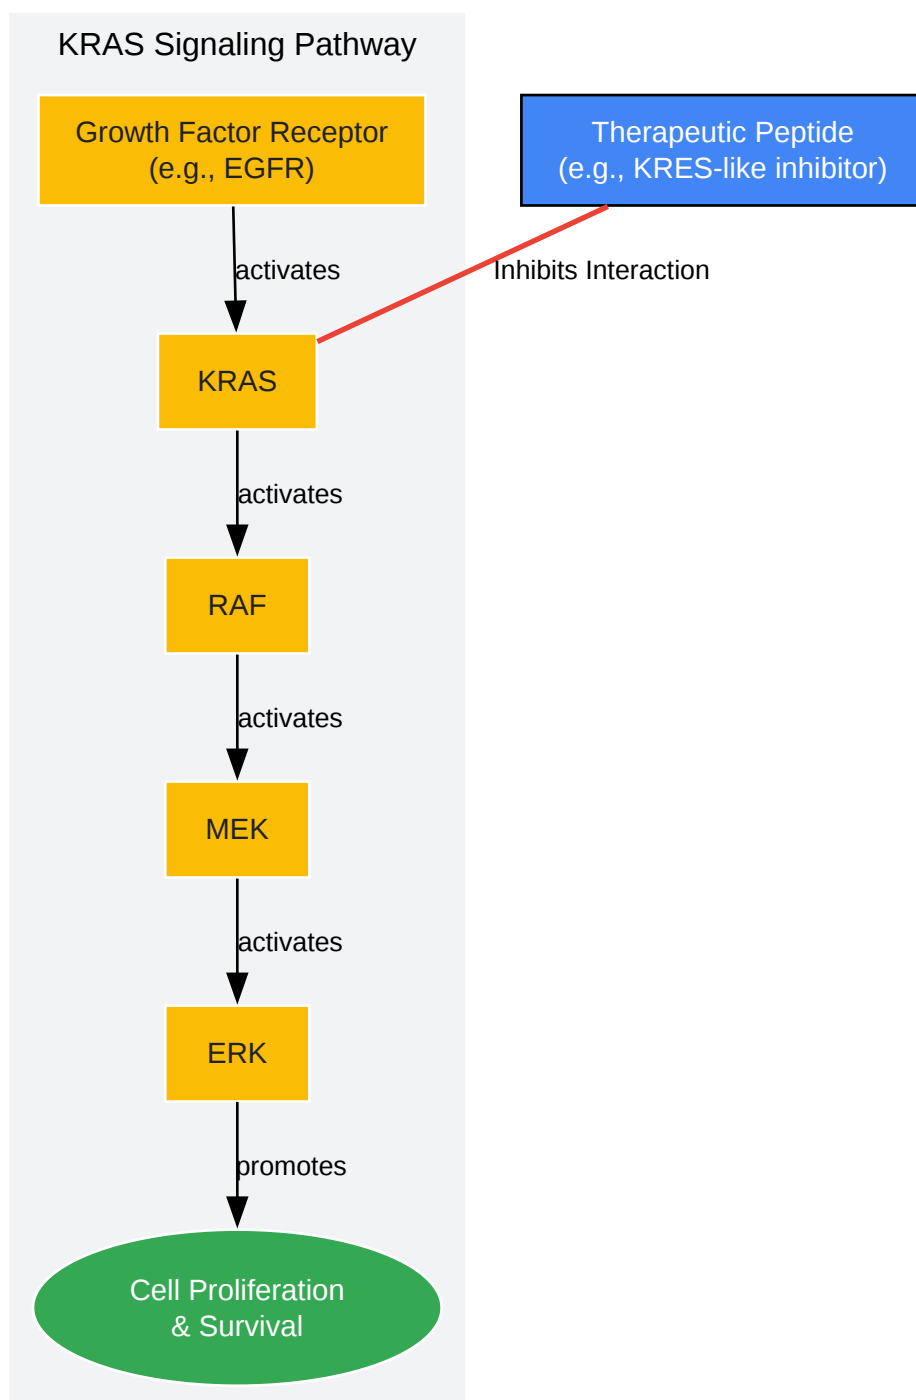 KRAS Signaling Pathway
Growth Factor Receptor
(e.g., EGFR)
Therapeutic Peptide
(e.g., KRES-like inhibitor)
activates
Inhibits Interaction
KRAS
activates
RAF
activates
MEK
activates
ERK
promotes
Cell Proliferation
& Survival